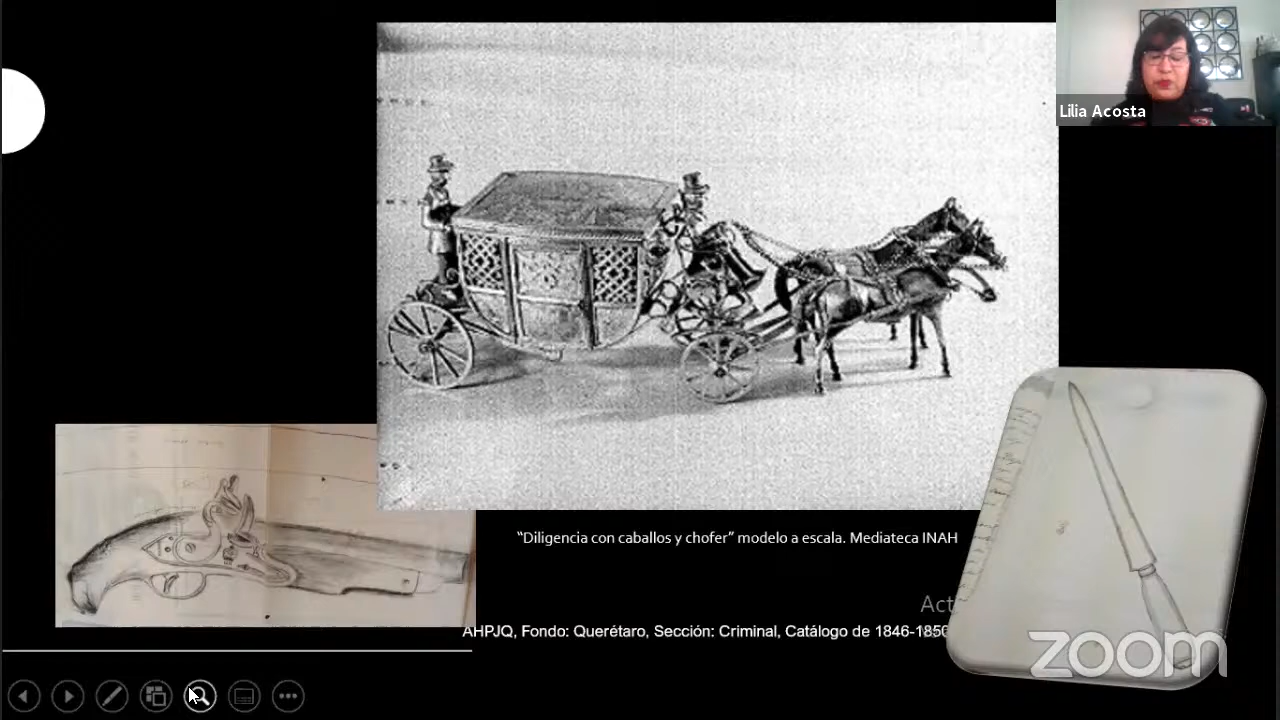 Lilia Acosta
“Diligencia con caballos y chofer” modelo a escala. Mediateca INAH
Act
AHPJQ, Fondo: Querétaro, Sección: Criminal, Catálogo de 1846-1850
zoom